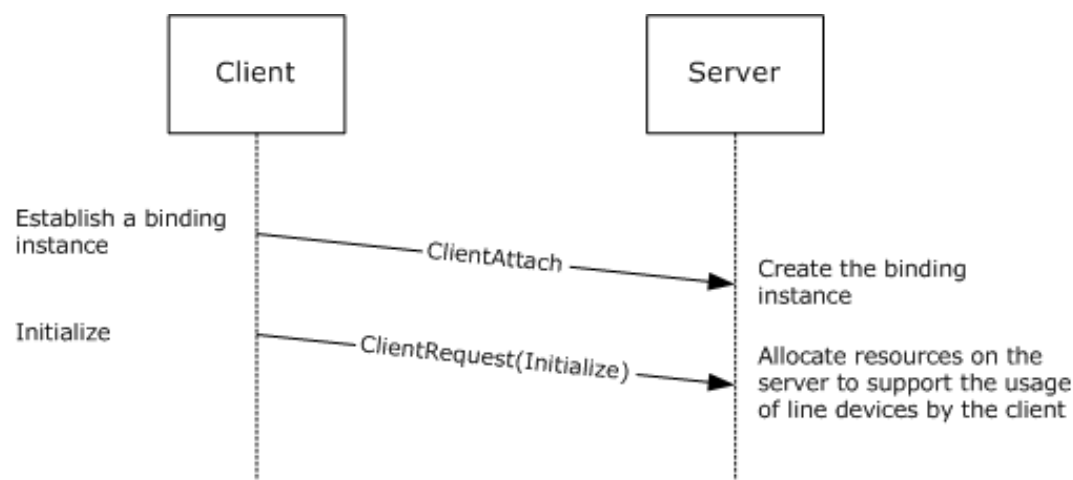 Client
Server
Establish a binding
instance
ClientAttach
Create the binding
instance
Initialize
ClientRequest(Initialize)
Allocate resources on the
server to support the usage
of line devices by the client